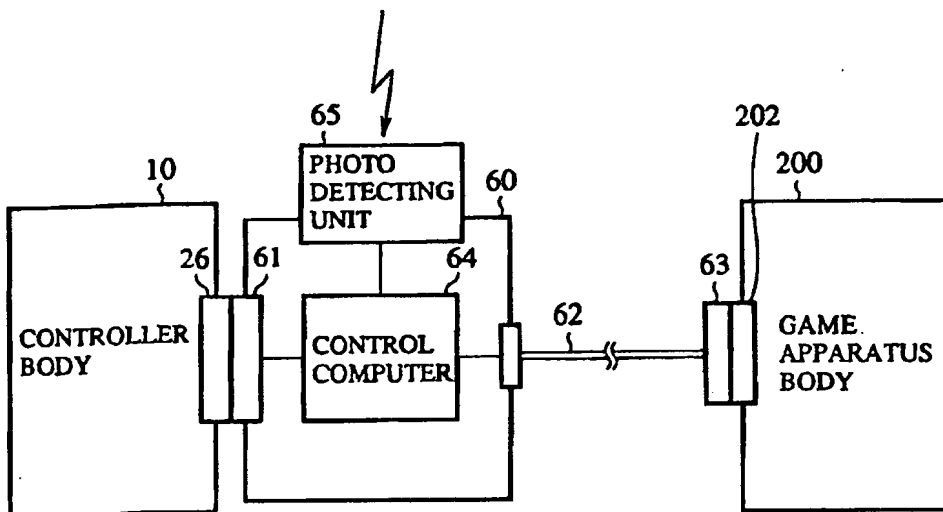 65
202
PHOTO
DETECTING
UNIT
10
60
200
26
61
64
63
62
CONTROLLER
BODY
CONTROL
COMPUTER
GAME.
APPARATUS
BODY